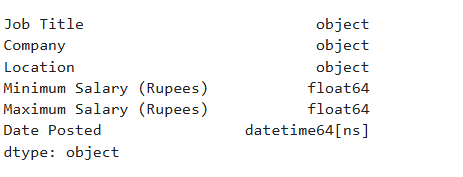 Job Title object
Company object
Location object
Minimum Salary (Rupees) float64
Maximum Salary (Rupees) float64
Date Posted datetime64[ns]
dtype: object